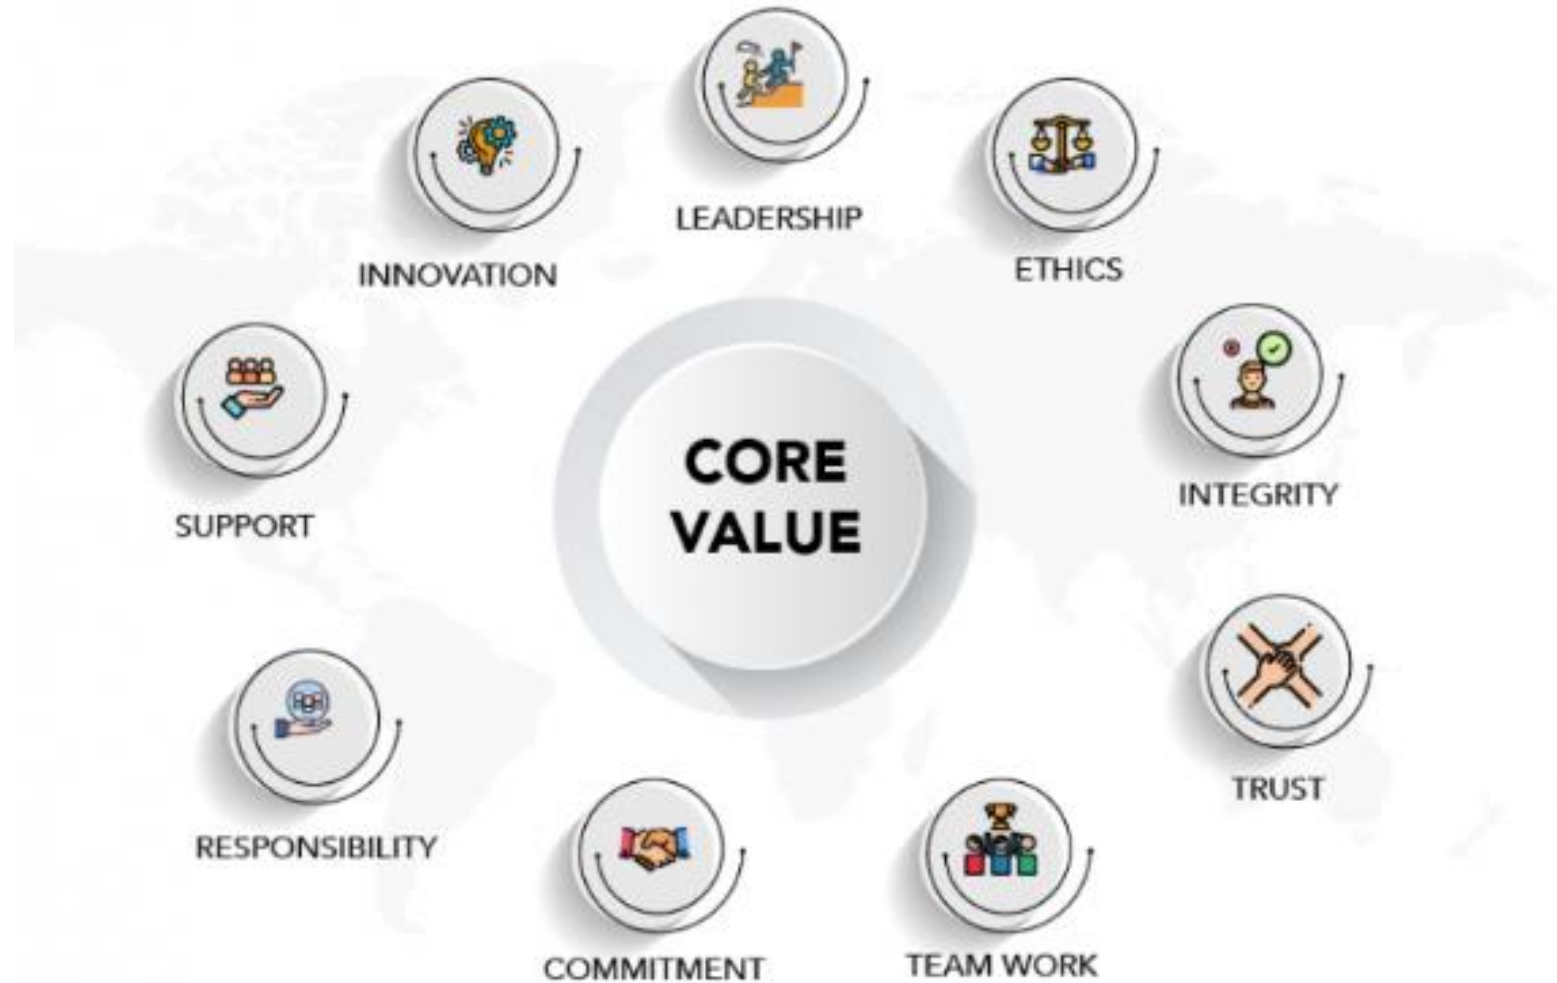 LEADERSHIP
INNOVATION
ETHICS
SUPPORT
CORE
VALUE
INTEGRITY
TRUST
RESPONSIBILITY
COMMITMENT
TEAM WORK